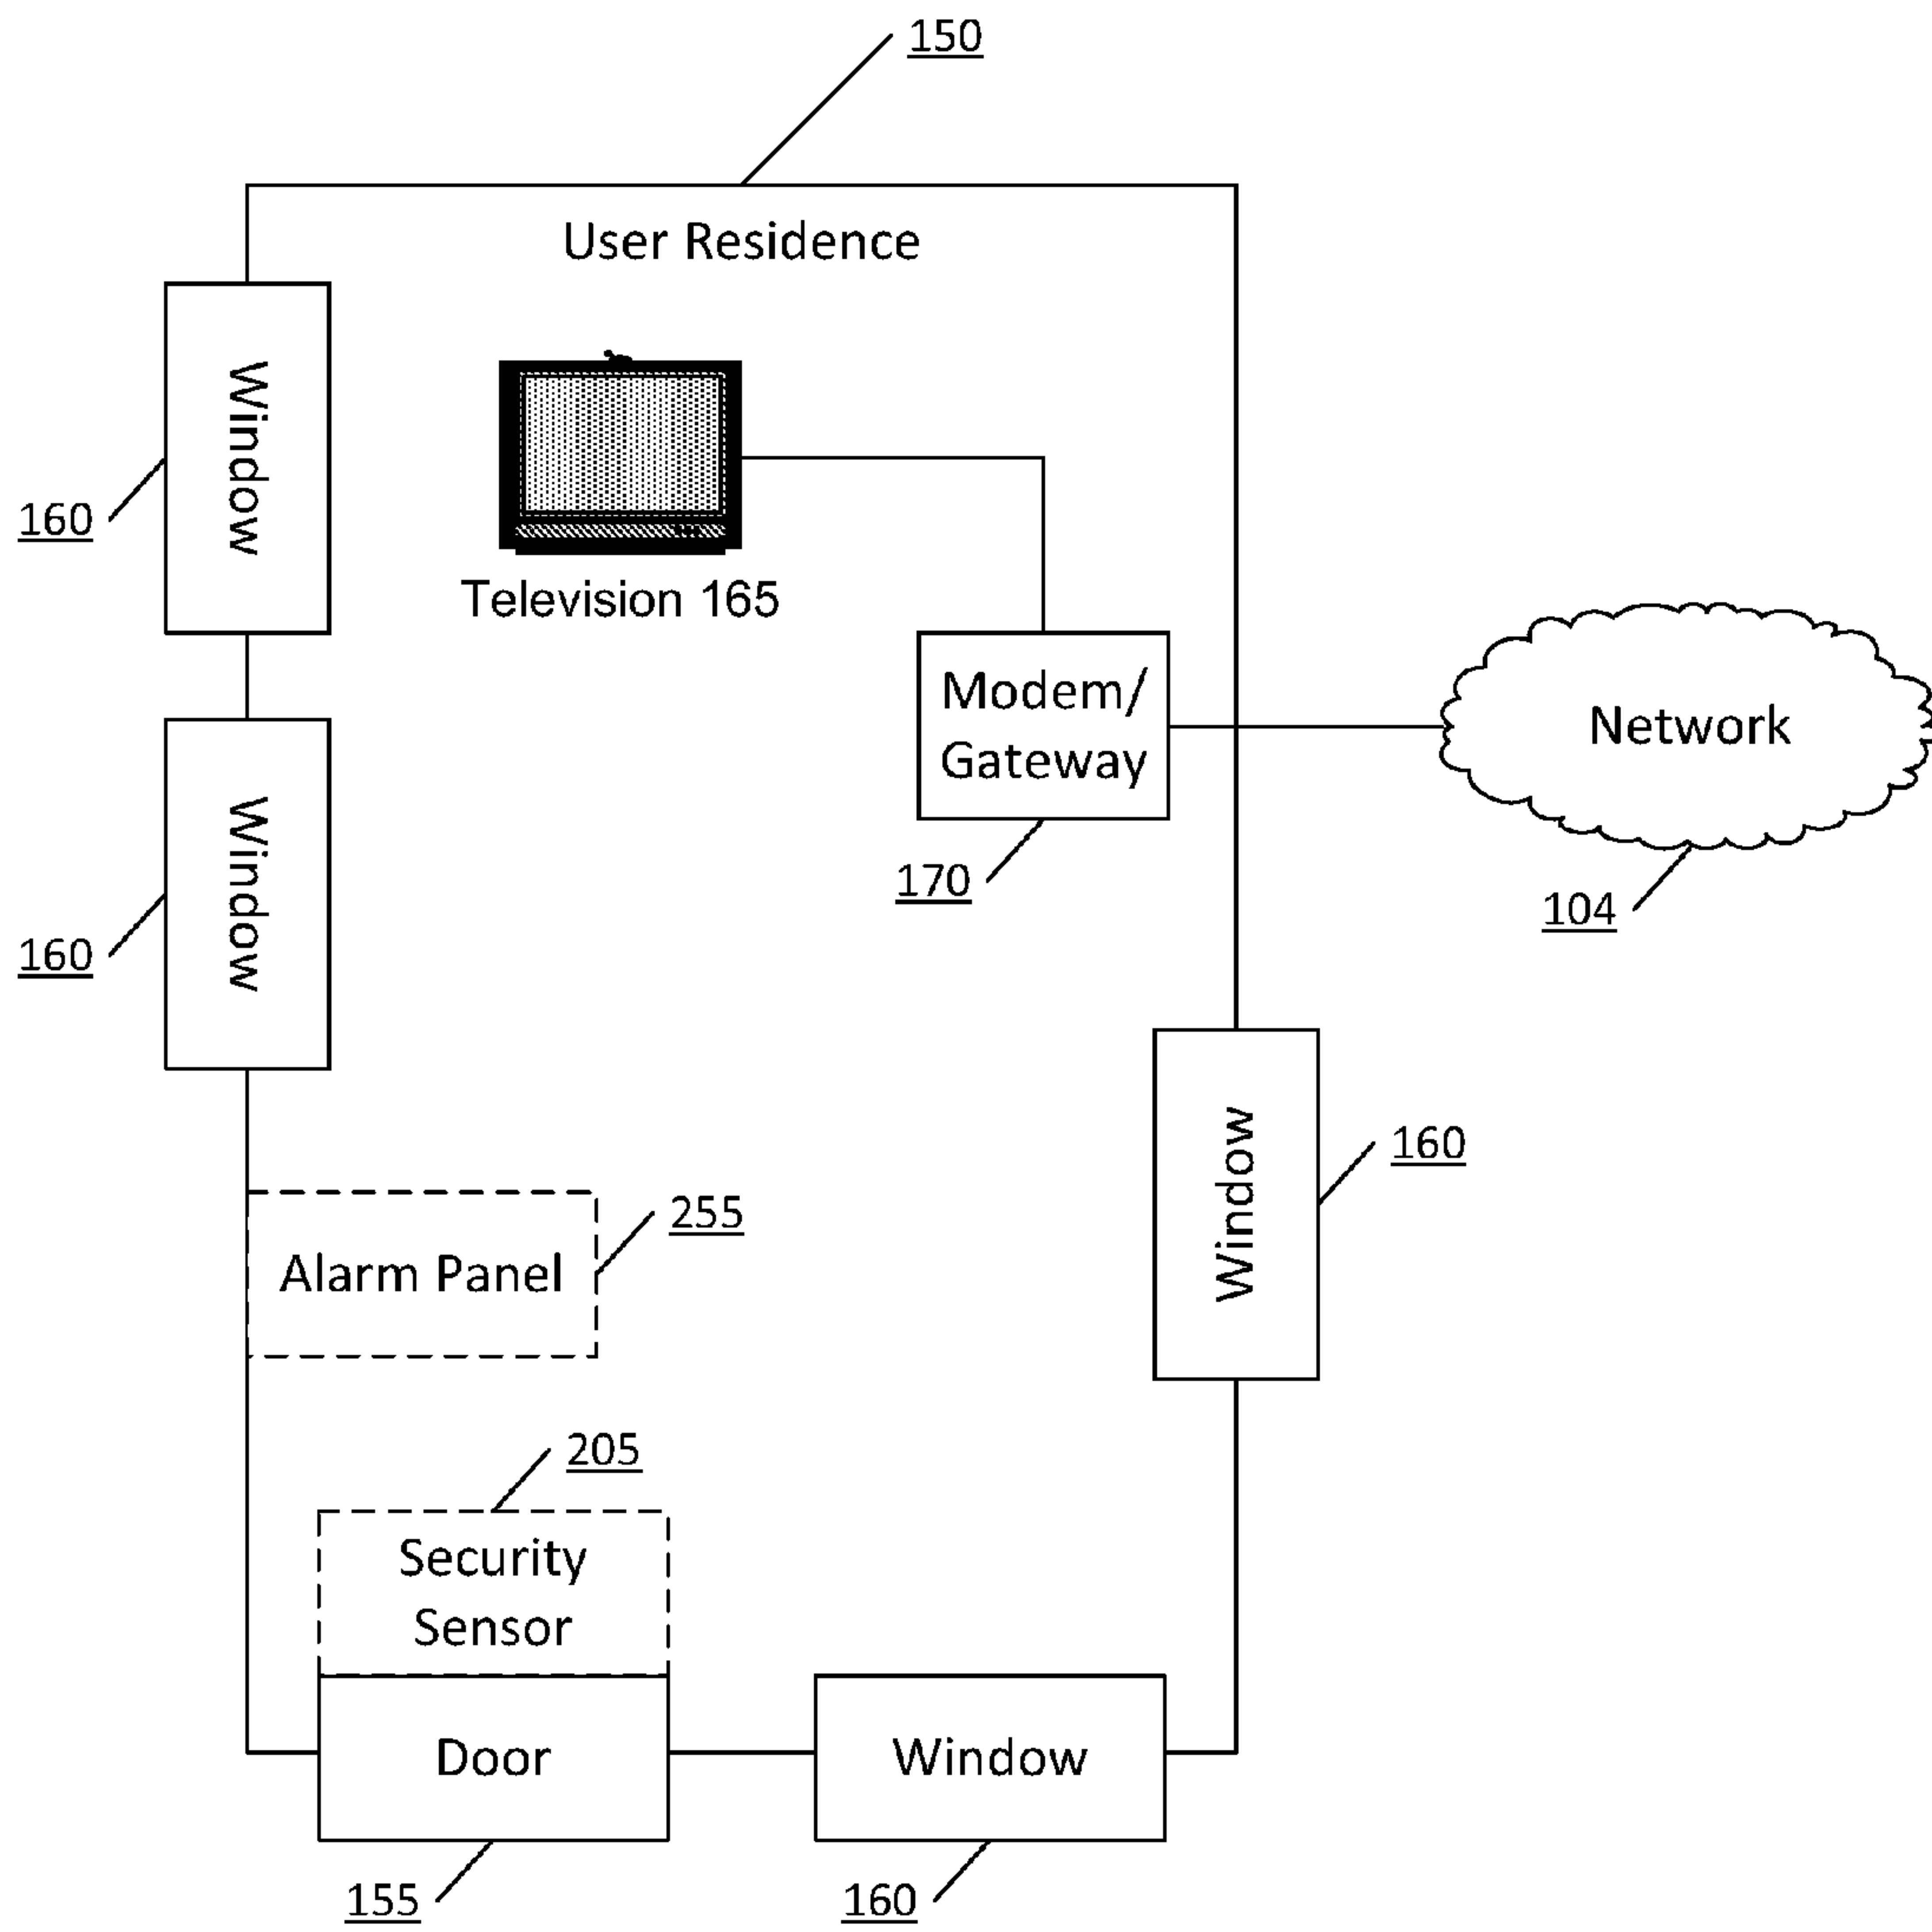 150
User Residence
Window
160
Television 165
Modem/
Gateway
Network
170
104
Window
160
Window
160
255
Alarm Panel
205
Security
Sensor
Door
Window
155
160